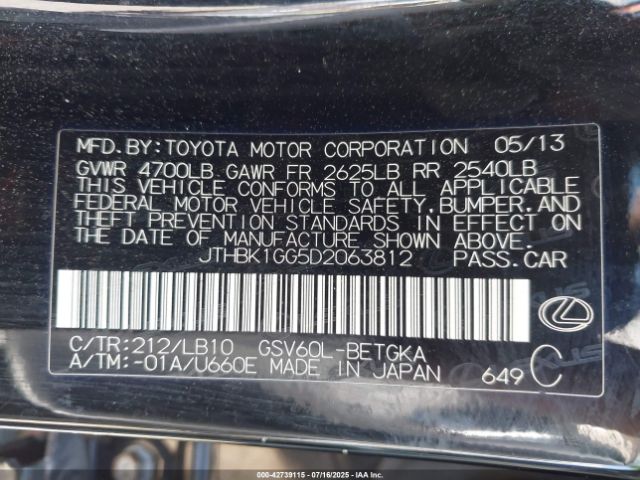 MFD.BY:TOYOTA MOTOR CORPORATION 05/13
GVWR 4700LB GAWR FR 2625LB RR 2540LB
THIS VEHICLE CONFORMS TO ALL APPLICABLE
FEDERAL MOTOR VEHICLE SAFETY, BUMPER, AND
THEFT PREVENTION STANDARDS IN EFFECT ON
THE DATE OF MANUFACTURE SHOWN ABOVE.
JTHBK1GG5D2063812 PASS.CAR
C/TR:212/LB10 GSV60L-BETGKA
A/TM:-01A/U660E MADE IN JAPAN 649 C
000-42739115 - 07/16/2025 - IAAI.COM